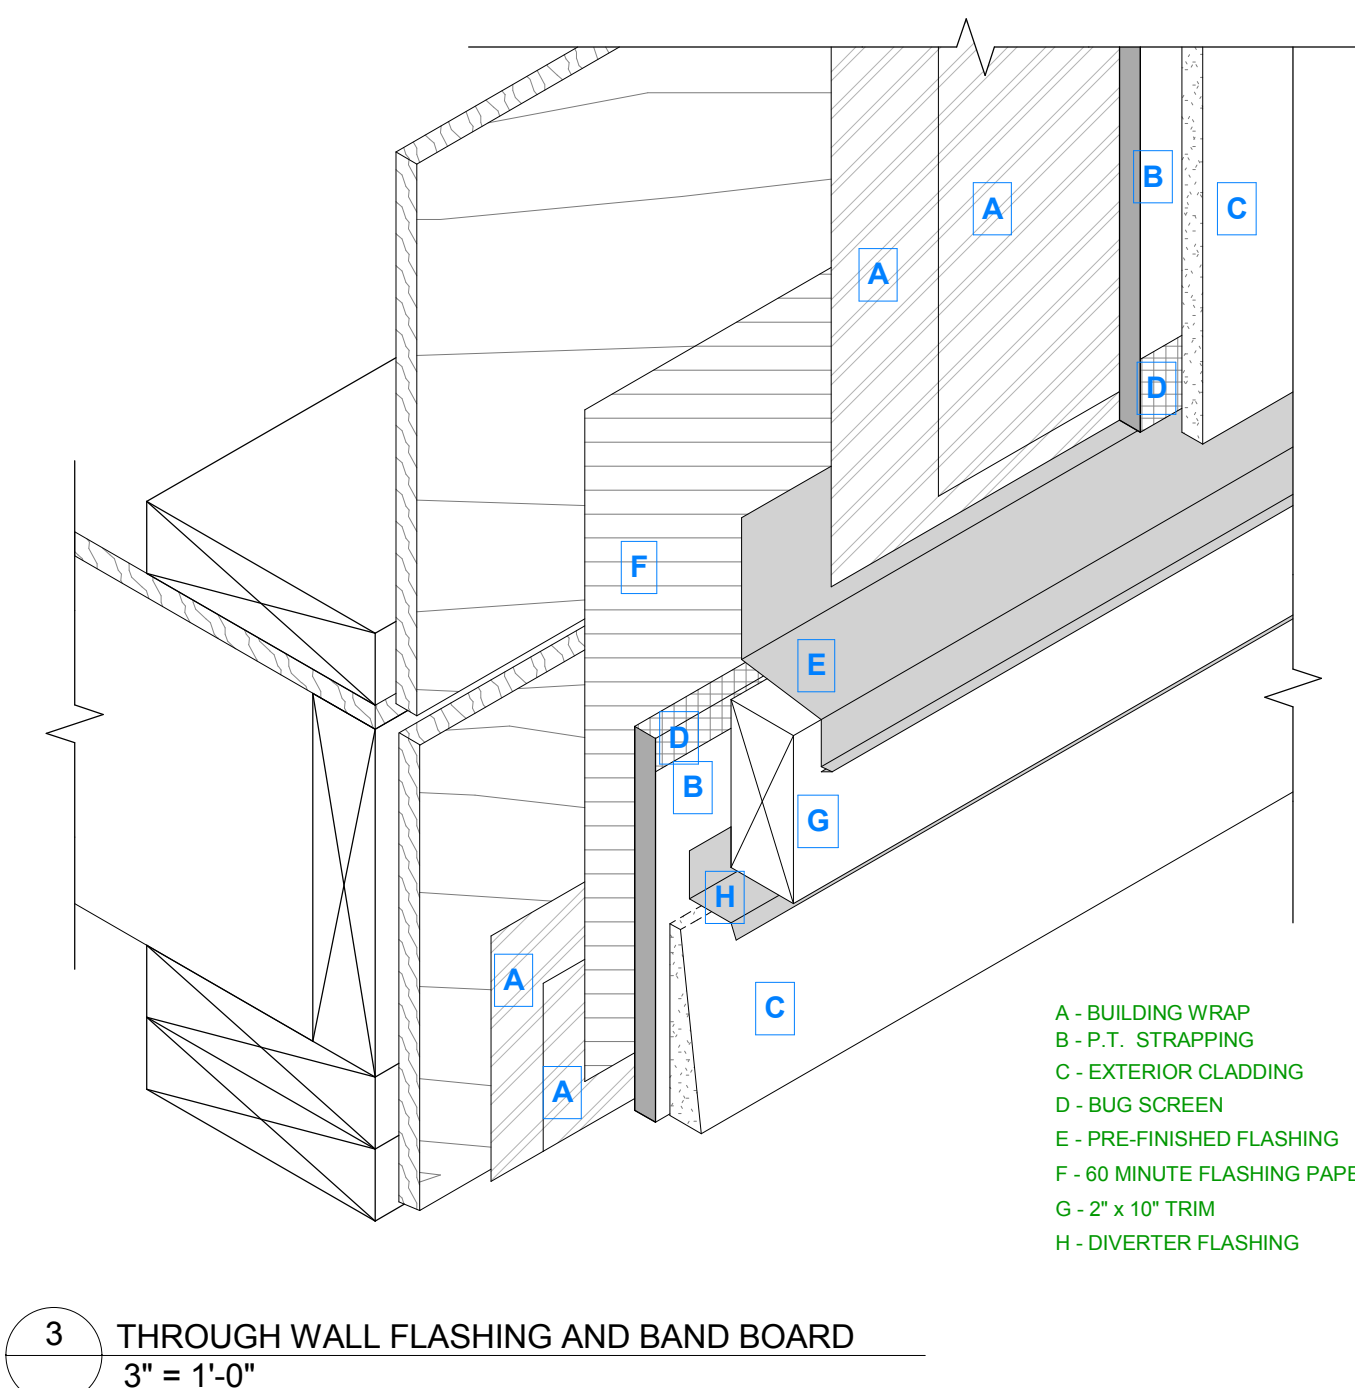 B
A
C
A
D
F
E
D
B
G
H
A
C
A
A - BUILDING WRAP
B - P.T. STRAPPING
C - EXTERIOR CLADDING
D - BUG SCREEN
E - PRE-FINISHED FLASHING
F - 60 MINUTE FLASHING PAPE
G - 2" x 10" TRIM
H - DIVERTER FLASHING
3 THROUGH WALL FLASHING AND BAND BOARD
3" = 1'-0"